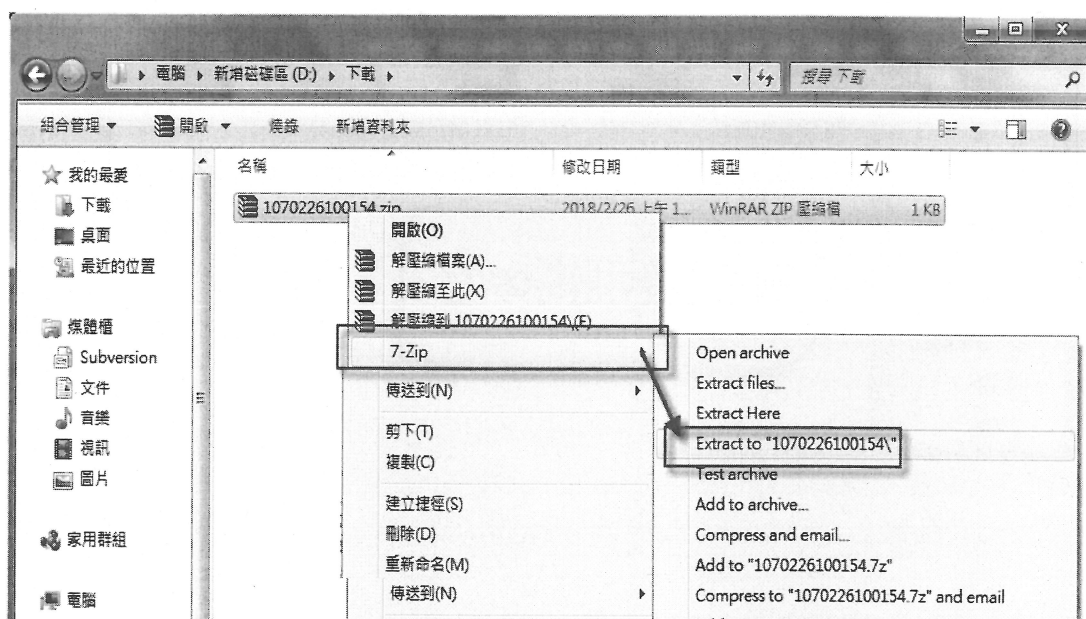 電腦 ▸ 新增磁碟區 (D:) ▸ 下載 ▸
搜尋 下載
組合管理 開啟 燒錄 新增資料夾
我的最愛
下載
桌面
最近的位置
媒體櫃
Subversion
文件
音樂
視訊
圖片
家用群組
電腦
名稱 修改日期 類型 大小
1070226100154.zip 2018/2/26 上午 1... WinRAR ZIP 壓縮檔 1 KB
開啟(O)
解壓縮檔案(A)...
解壓縮至此(X)
解壓縮到 1070226100154\(E)
7-Zip
傳送到(N)
剪下(T)
複製(C)
建立捷徑(S)
刪除(D)
重新命名(M)
傳送到(N)
Open archive
Extract files...
Extract Here
Extract to "1070226100154\"
Test archive
Add to archive...
Compress and email...
Add to "1070226100154.7z"
Compress to "1070226100154.7z" and email